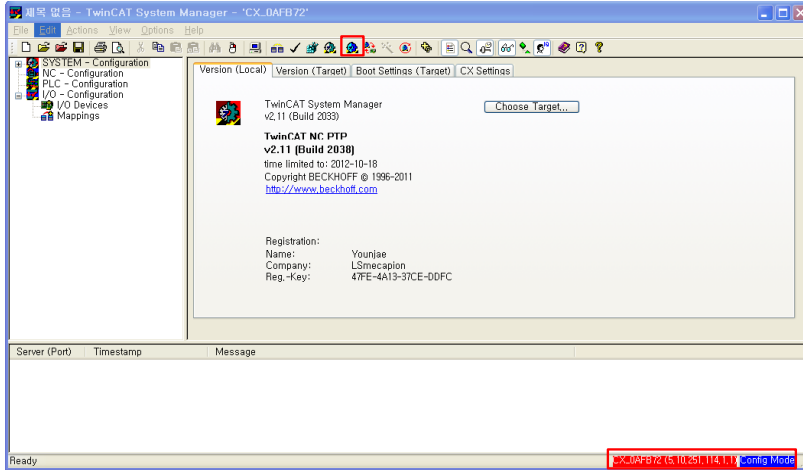 제목 없음 - TwinCAT System Manager - 'CX_0AFB72'
File Edit Actions View Options Help
SYSTEM - Configuration
NC - Configuration
PLC - Configuration
I/O - Configuration
I/O Devices
Mappings
Version (Local) Version (Target) Boot Settings (Target) CX Settings
TwinCAT System Manager
v2.11 (Build 2033)
Choose Target...
TwinCAT NC PTP
v2.11 (Build 2038)
time limited to: 2012-10-18
Copyright BECKHOFF © 1996-2011
http://www.beckhoff.com
Registration:
Name: Younjae
Company: LSmecapion
Reg.-Key: 47FE-4A13-37CE-DDFC
Server (Port) Timestamp Message
Ready
CX_0AFB72 (5.10.251.114.1.1) Config Mode